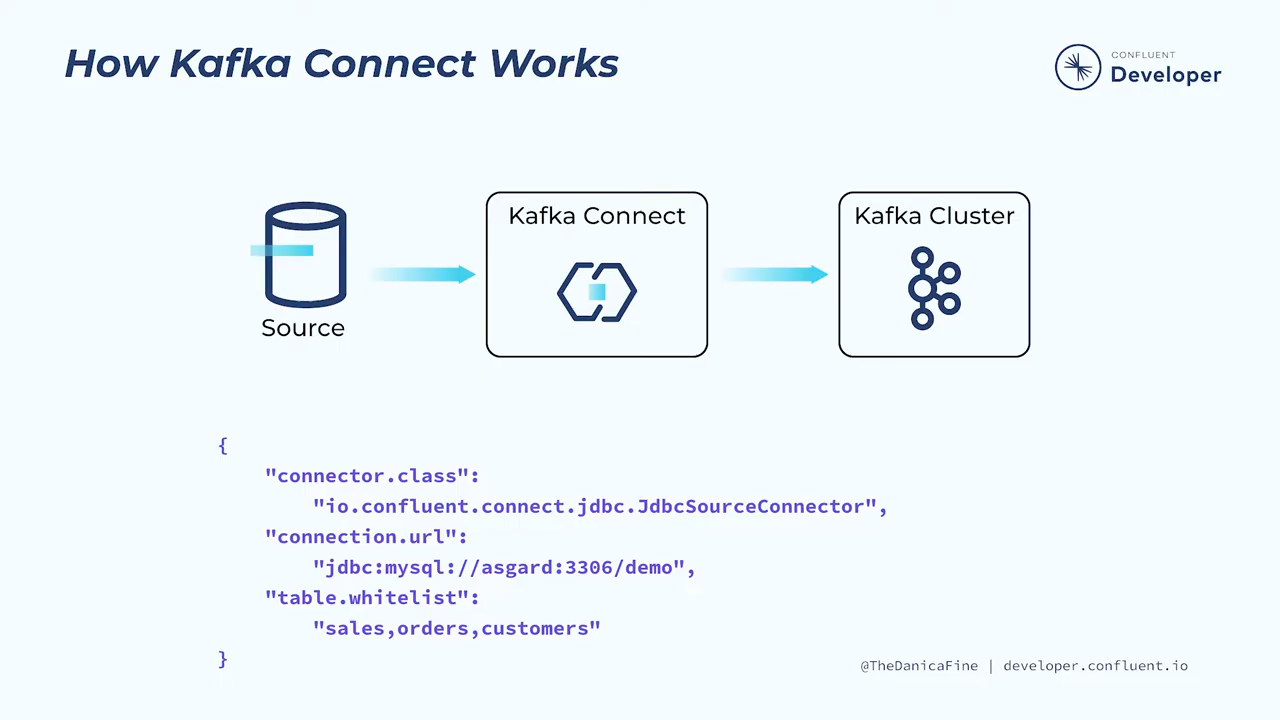 How Kafka Connect Works
CONFLUENT
Developer
Kafka Connect
Kafka Cluster
Source
{
"connector.class":
"io.confluent.connect.jdbc.JdbcSourceConnector",
"connection.url":
"jdbc:mysql://asgard:3306/demo",
"table.whitelist":
"sales,orders,customers"
}
@TheDanicaFine | developer.confluent.io